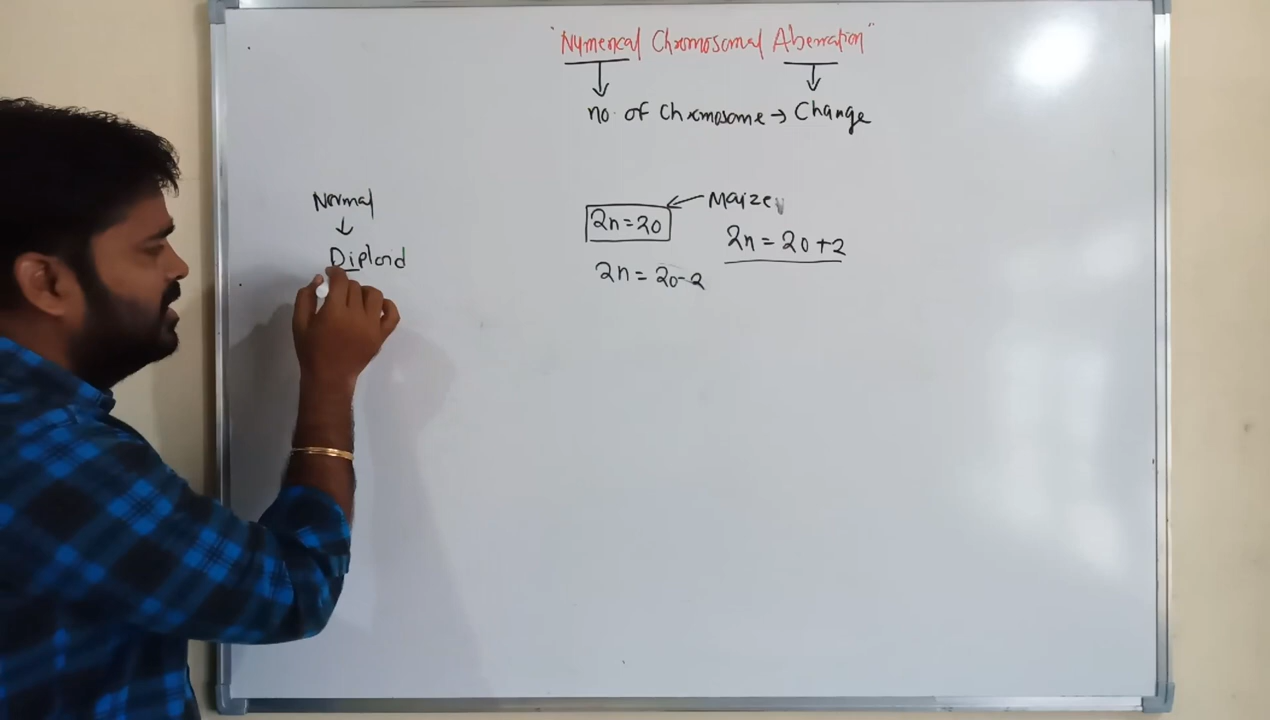 "Numerical Chromosomal Aberration"
no. of Chromosome → Change
Normal
↓
Diploid
2n=20 ← Maize
2n = 20+2
2n = 20-2